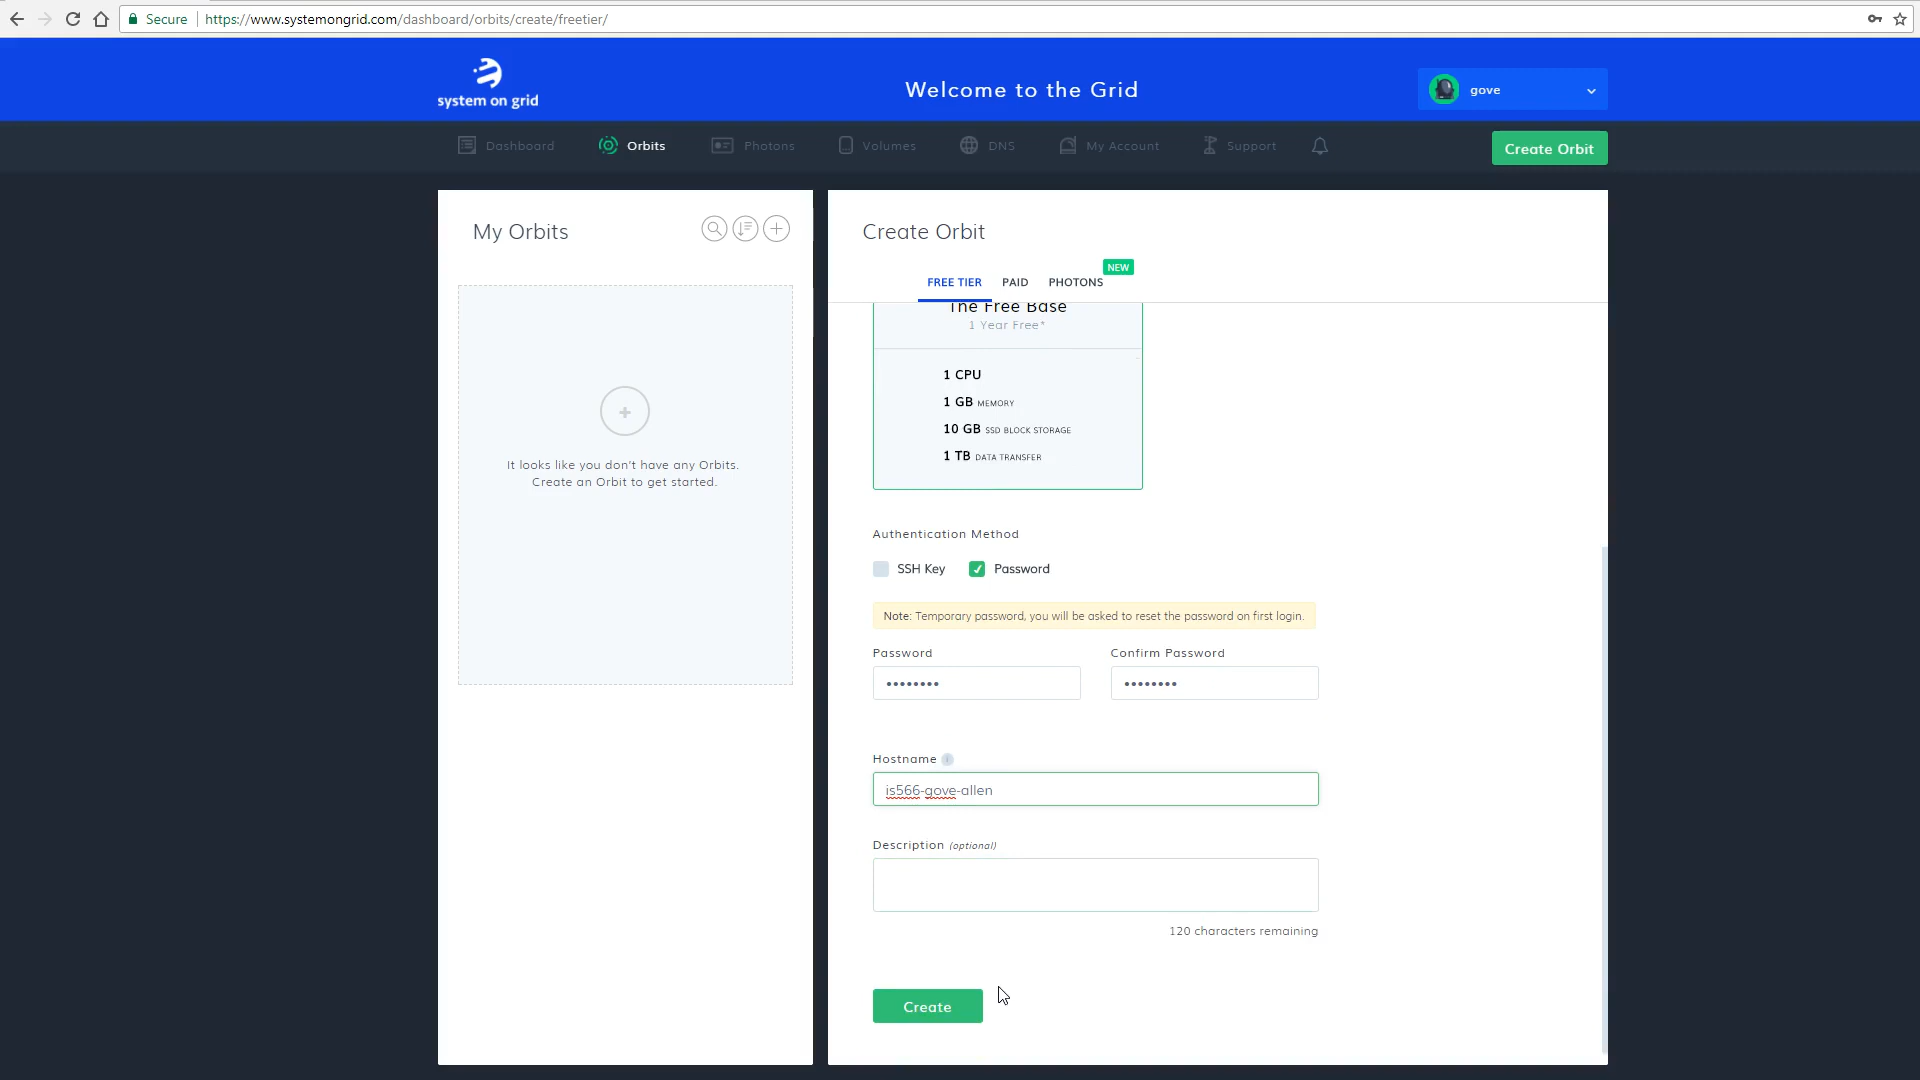 Secure
https://www.systemongrid.com/dashboard/orbits/create/freetier/
system on grid
Welcome to the Grid
gove
Dashboard
Orbits
Photons
Volumes
DNS
My Account
Support
Create Orbit
My Orbits
It looks like you don't have any Orbits.
Create an Orbit to get started.
Create Orbit
FREE TIER
PAID
PHOTONS
NEW
The Free Base
1 Year Free*
1 CPU
1 GB MEMORY
10 GB SSD BLOCK STORAGE
1 TB DATA TRANSFER
Authentication Method
SSH Key
Password
Note: Temporary password, you will be asked to reset the password on first login.
Password
Confirm Password
••••••••
••••••••
Hostname
is566-gove-allen
Description (optional)
120 characters remaining
Create